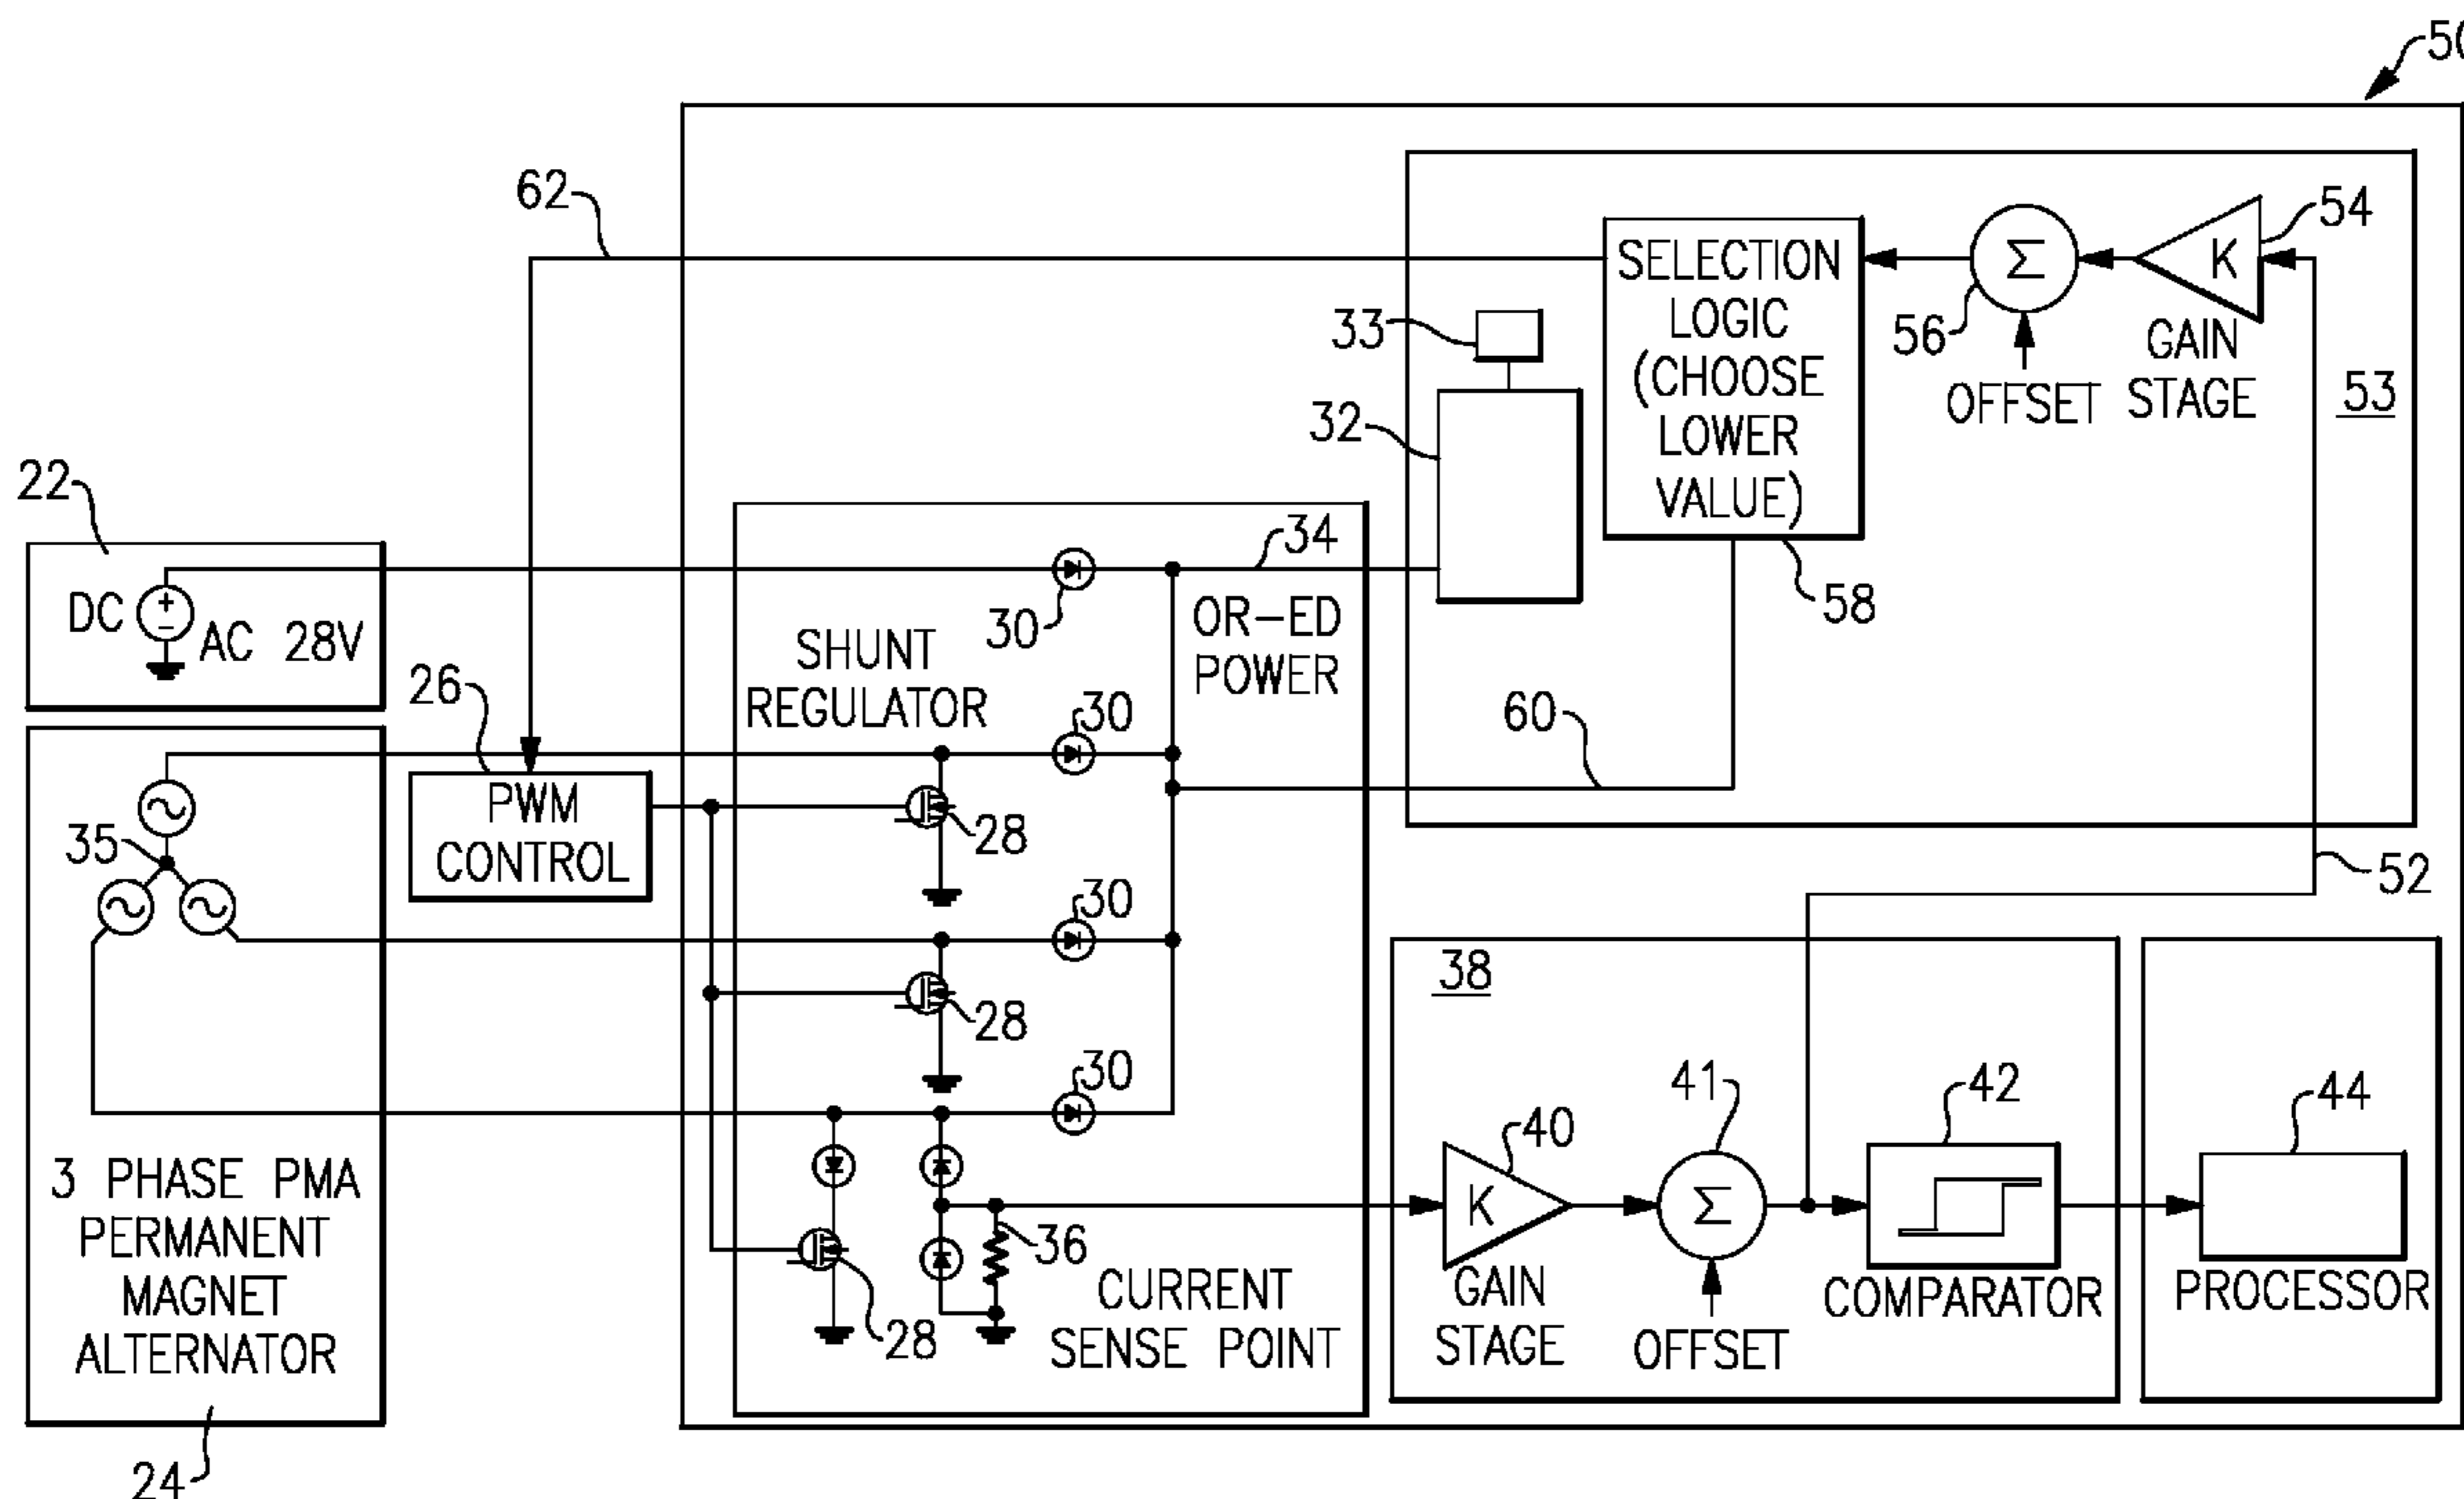 50
62
54
SELECTION
LOGIC
(CHOOSE
LOWER
VALUE)
Σ
K
56
OFFSET
GAIN
STAGE
53
33
32
58
22
DC
+
−
AC 28V
34
30
OR-ED
POWER
SHUNT
REGULATOR
26
PWM
CONTROL
30
60
28
35
52
30
28
30
38
3 PHASE PMA
PERMANENT
MAGNET
ALTERNATOR
24
28
36
CURRENT
SENSE POINT
40
K
GAIN
STAGE
41
Σ
OFFSET
42
COMPARATOR
44
PROCESSOR